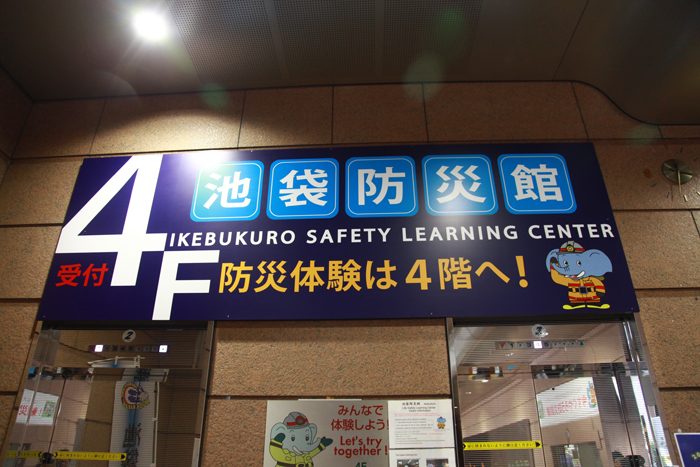 4F
池袋防災館
IKEBUKURO SAFETY LEARNING CENTER
受付
防災体験は4階へ!
みんなで
体験しよう!
Let's try
together!
4F